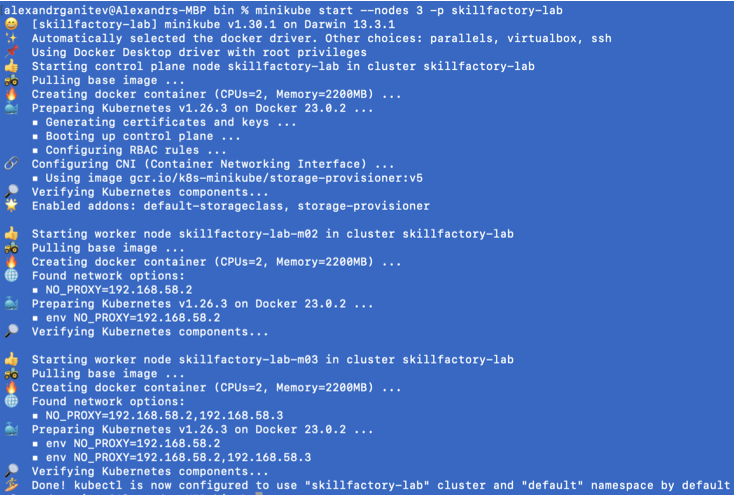 alexandrganitev@Alexandrs-MBP bin % minikube start --nodes 3 -p skillfactory-lab
😄 [skillfactory-lab] minikube v1.30.1 on Darwin 13.3.1
✨ Automatically selected the docker driver. Other choices: parallels, virtualbox, ssh
📌 Using Docker Desktop driver with root privileges
👍 Starting control plane node skillfactory-lab in cluster skillfactory-lab
🚜 Pulling base image ...
🔥 Creating docker container (CPUs=2, Memory=2200MB) ...
🐳 Preparing Kubernetes v1.26.3 on Docker 23.0.2 ...
▪ Generating certificates and keys ...
▪ Booting up control plane ...
▪ Configuring RBAC rules ...
🔗 Configuring CNI (Container Networking Interface) ...
▪ Using image gcr.io/k8s-minikube/storage-provisioner:v5
🔎 Verifying Kubernetes components...
🌟 Enabled addons: default-storageclass, storage-provisioner
👍 Starting worker node skillfactory-lab-m02 in cluster skillfactory-lab
🚜 Pulling base image ...
🔥 Creating docker container (CPUs=2, Memory=2200MB) ...
🌐 Found network options:
▪ NO_PROXY=192.168.58.2
🐳 Preparing Kubernetes v1.26.3 on Docker 23.0.2 ...
▪ env NO_PROXY=192.168.58.2
🔎 Verifying Kubernetes components...
👍 Starting worker node skillfactory-lab-m03 in cluster skillfactory-lab
🚜 Pulling base image ...
🔥 Creating docker container (CPUs=2, Memory=2200MB) ...
🌐 Found network options:
▪ NO_PROXY=192.168.58.2,192.168.58.3
🐳 Preparing Kubernetes v1.26.3 on Docker 23.0.2 ...
▪ env NO_PROXY=192.168.58.2
▪ env NO_PROXY=192.168.58.2,192.168.58.3
🔎 Verifying Kubernetes components...
🏄 Done! kubectl is now configured to use "skillfactory-lab" cluster and "default" namespace by default